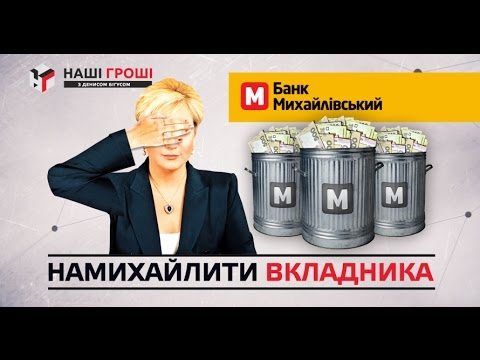 НАШІ ГРОШІ
З ДЕНИСОМ БІГУСОМ
М Банк
Михайлівський
М М М
НАМИХАЙЛИТИ ВКЛАДНИКА